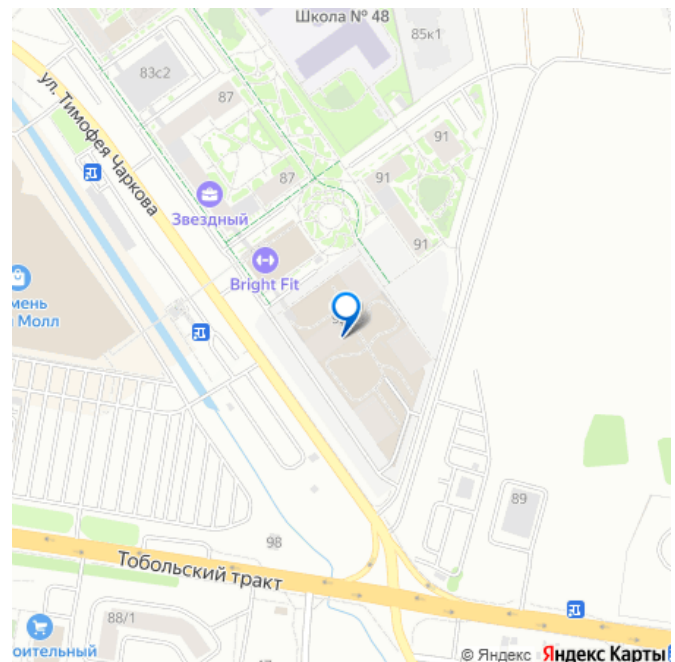 Школа № 48
85к1
83с2
87
ул. Тимофея Чаркова
91
87
91
Звездный
91
Bright Fit
мень
Молл
89
98
Тобольский тракт
88/1
оительный
© Яндекс
Яндекс Карты